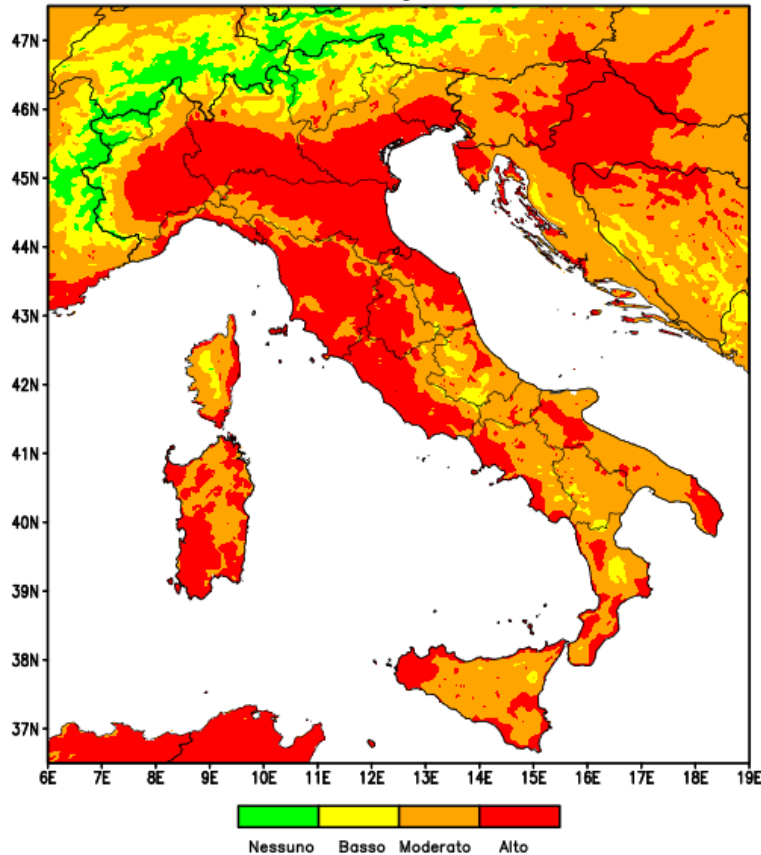 47N
46N
45N
44N
43N
42N
41N
40N
39N
38N
37N
6E 7E 8E 9E 10E 11E 12E 13E 14E 15E 16E 17E 18E 19E
Nessuno Basso Moderato Alto